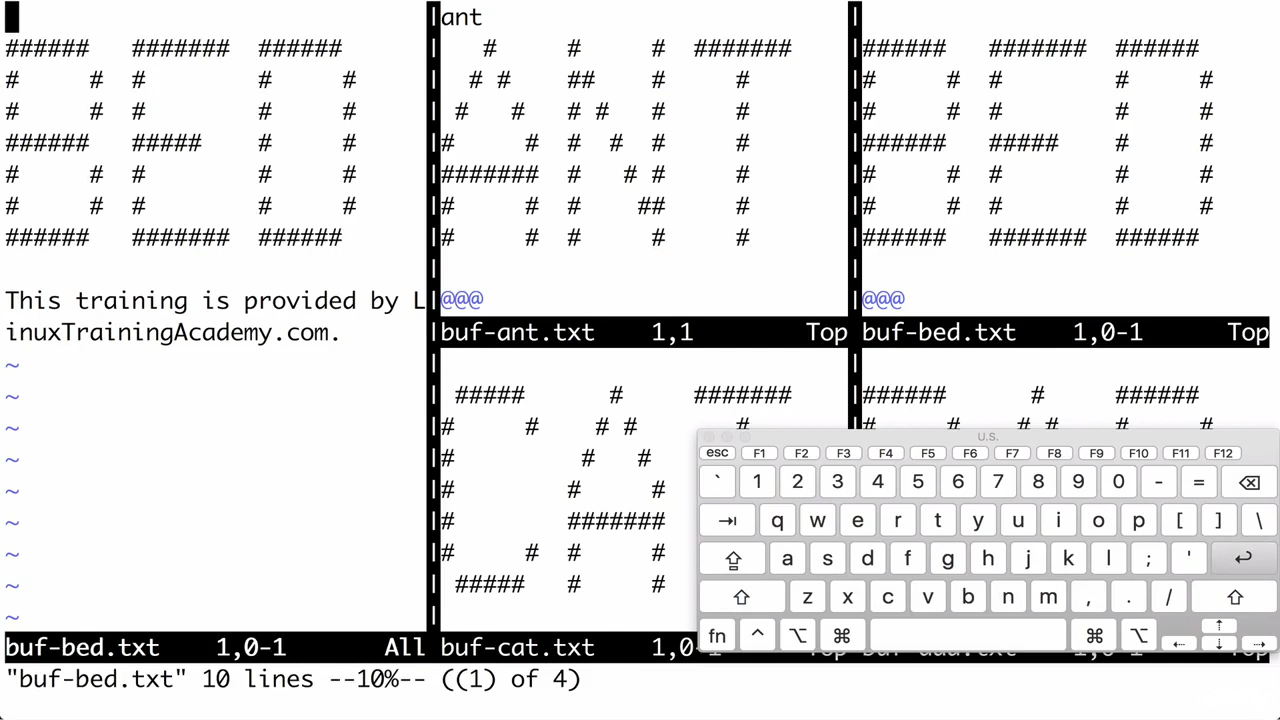 ###### ####### ######
# # # # #
# # # # #
###### ##### # #
# # # # #
# # # # #
###### ####### ######
This training is provided by L
inuxTrainingAcademy.com.
~
~
~
~
~
~
~
~
~
buf-bed.txt 1,0-1 All
ant
# # # #######
# # ## # #
# # # # # #
# # # # # #
####### # # # #
# # # ## #
# # # # #
@@@
buf-ant.txt 1,1 Top
###### ####### ######
# # # # #
# # # # #
###### ##### # #
# # # # #
# # # # #
###### ####### ######
@@@
buf-bed.txt 1,0-1 Top
##### # #######
# # # # #
# # #
# # #
# #######
# # # #
##### # #
buf-cat.txt 1,0-1
###### # ######
"buf-bed.txt" 10 lines --10%-- ((1) of 4)
U.S.
esc F1 F2 F3 F4 F5 F6 F7 F8 F9 F10 F11 F12
` 1 2 3 4 5 6 7 8 9 0 - =
q w e r t y u i o p [ ] \
a s d f g h j k l ; '
z x c v b n m , . /
fn ^ ⌥ ⌘ ⌘ ⌥